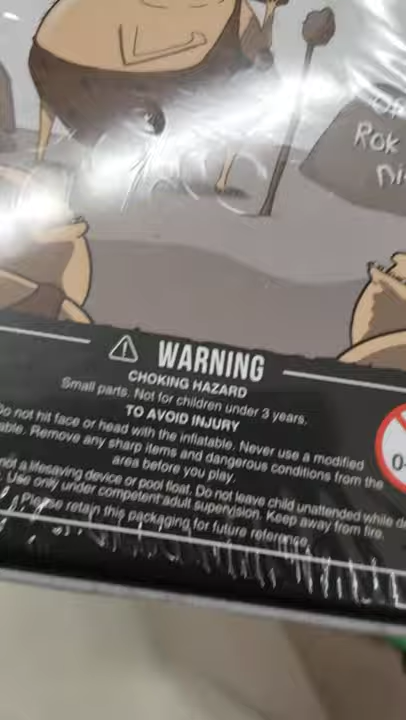 Rok
WARNING
CHOKING HAZARD
Small parts. Not for children under 3 years.
TO AVOID INJURY
Do not hit face or head with the inflatable. Never use a modified
able. Remove any sharp items and dangerous conditions from the
area before you play.
not a lifesaving device or pool float. Do not leave child unattended while
Use only under competent adult supervision. Keep away from fire.
Please retain this packaging for future reference.
0-